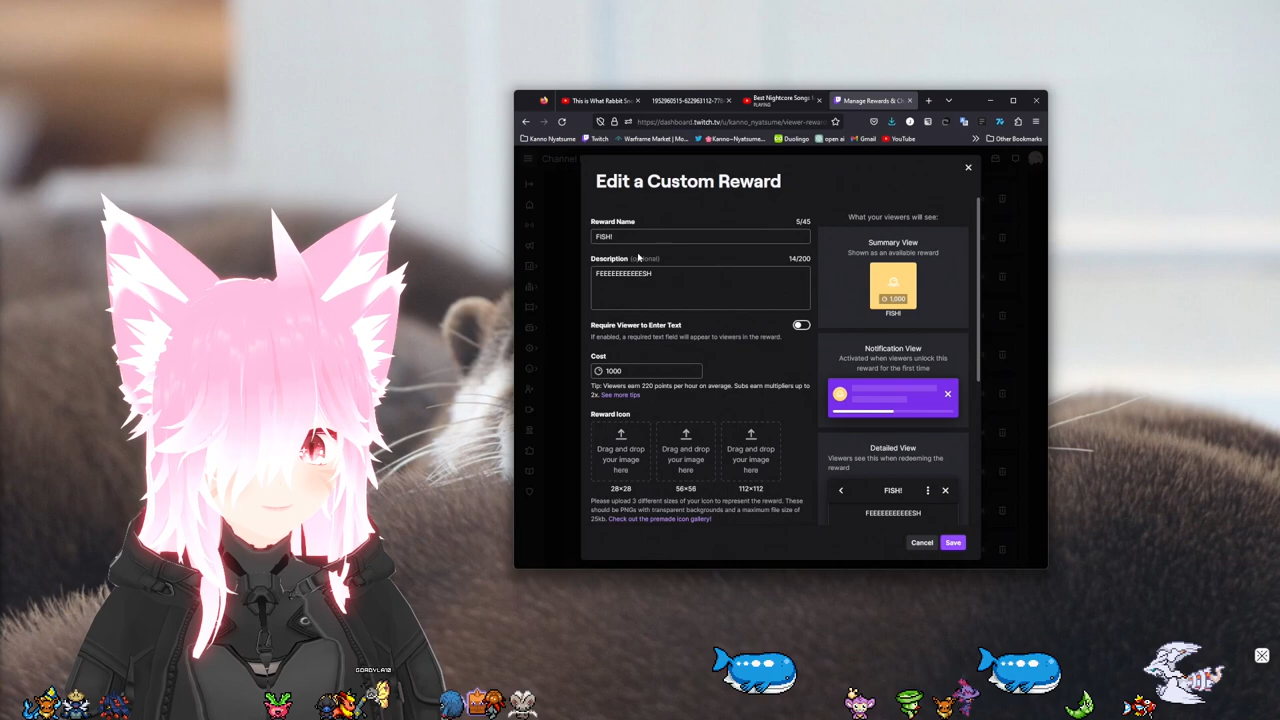 This is What Rabbit Sn
1952960515-622963112-776
Best Nightcore Songs
PLAYING
Manage Rewards & Ch
https://dashboard.twitch.tv/u/kanno_nyatsume/viewer-rewar
Kanno Nyatsume
Twitch
Warframe Market | Mo...
Kanno~Nyatsume...
Duolingo
open ai
Gmail
YouTube
Other Bookmarks
Channel
Edit a Custom Reward
Reward Name
5/45
FISH!
Description (optional)
14/200
FEEEEEEEEEEESH
Require Viewer to Enter Text
If enabled, a required text field will appear to viewers in the reward.
Cost
1000
Tip: Viewers earn 220 points per hour on average. Subs earn multipliers up to
2x. See more tips
Reward Icon
Drag and drop
your image
here
Drag and drop
your image
here
Drag and drop
your image
here
28×28
56×56
112×112
Please upload 3 different sizes of your icon to represent the reward. These
should be PNGs with transparent backgrounds and a maximum file size of
25kb. Check out the premade icon gallery!
What your viewers will see:
Summary View
Shown as an available reward
1,000
FISH!
Notification View
Activated when viewers unlock this
reward for the first time
Detailed View
Viewers see this when redeeming the
reward
FISH!
FEEEEEEEEEEESH
Cancel
Save
GORDYLA10